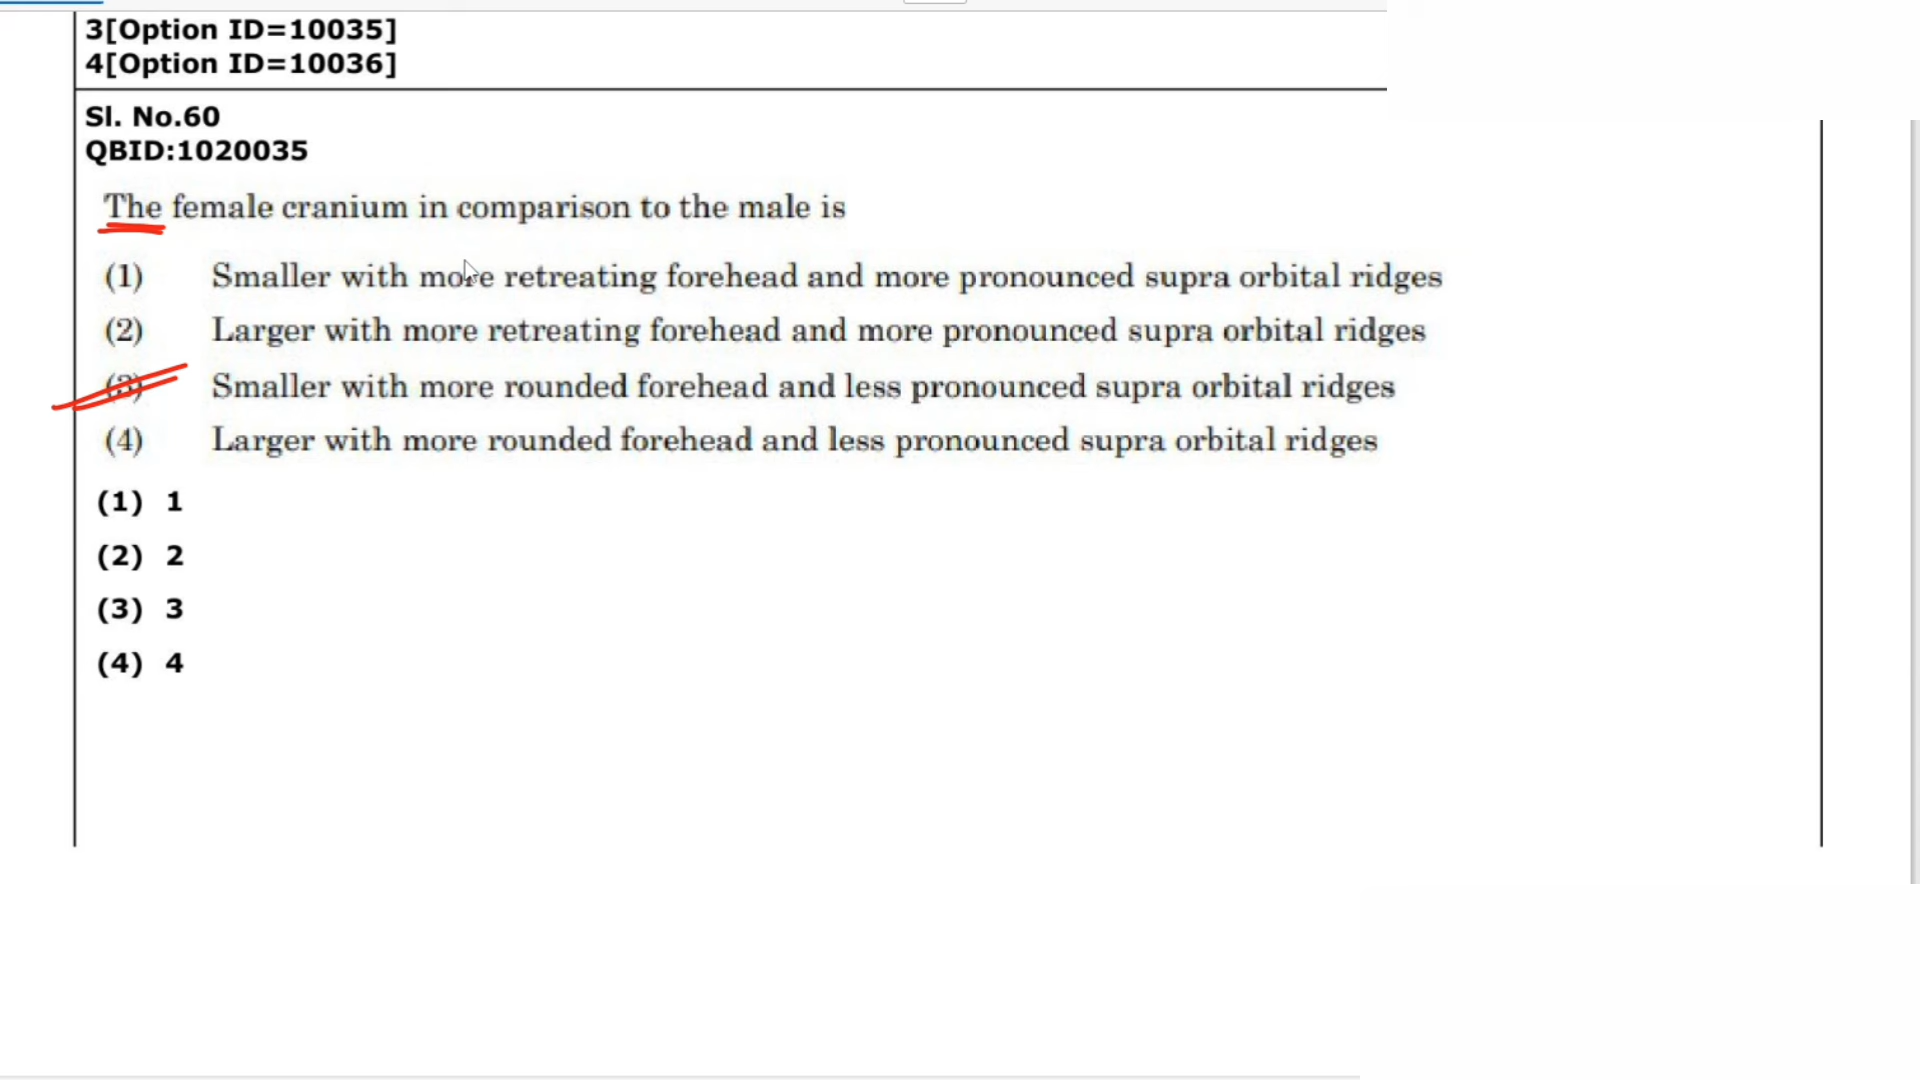 3[Option ID=10035]
4[Option ID=10036]
Sl. No.60
QBID:1020035
The female cranium in comparison to the male is
(1) Smaller with more retreating forehead and more pronounced supra orbital ridges
(2) Larger with more retreating forehead and more pronounced supra orbital ridges
(3) Smaller with more rounded forehead and less pronounced supra orbital ridges
(4) Larger with more rounded forehead and less pronounced supra orbital ridges
(1) 1
(2) 2
(3) 3
(4) 4